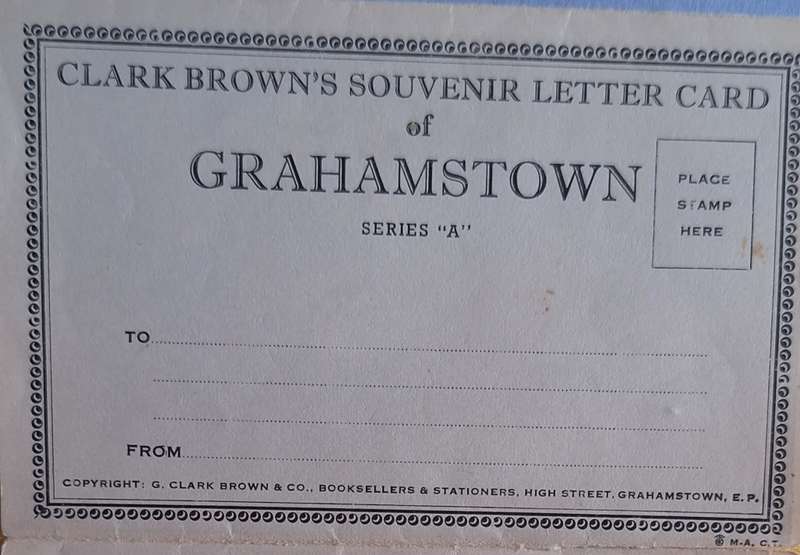 CLARK BROWN'S SOUVENIR LETTER CARD
of
GRAHAMSTOWN
PLACE
STAMP
HERE
SERIES "A"
TO
FROM
COPYRIGHT: G. CLARK BROWN & CO., BOOKSELLERS & STATIONERS, HIGH STREET, GRAHAMSTOWN, E. P.
M-A. C.T.